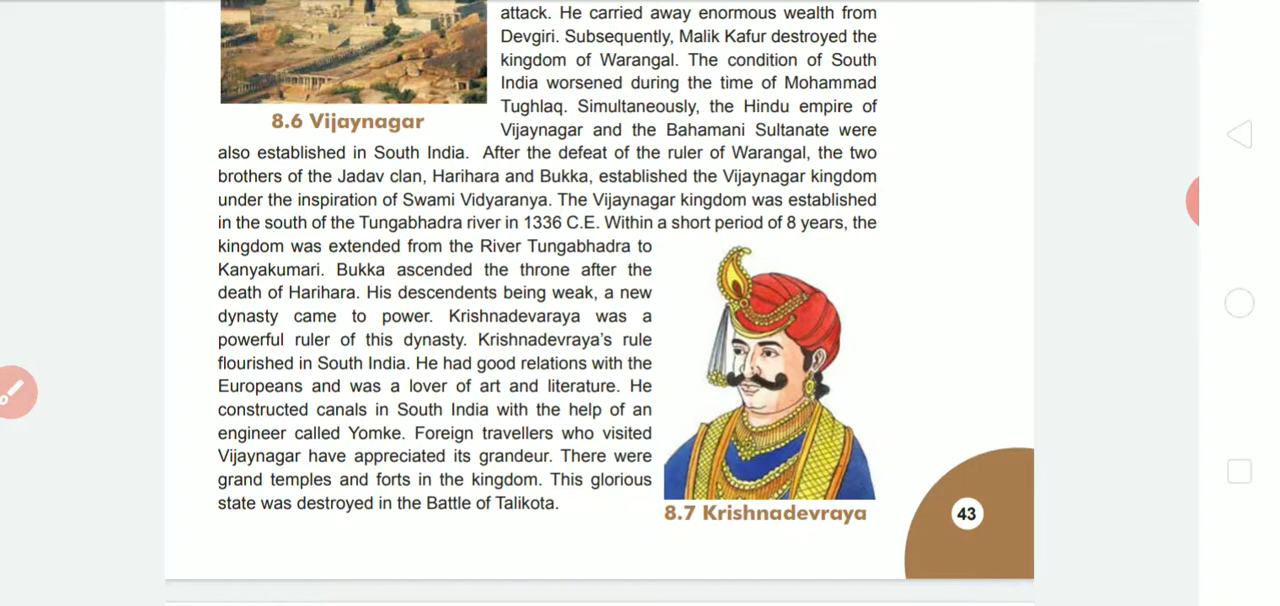 attack. He carried away enormous wealth from
Devgiri. Subsequently, Malik Kafur destroyed the
kingdom of Warangal. The condition of South
India worsened during the time of Mohammad
Tughlaq. Simultaneously, the Hindu empire of
8.6 Vijaynagar
Vijaynagar and the Bahamani Sultanate were
also established in South India. After the defeat of the ruler of Warangal, the two
brothers of the Jadav clan, Harihara and Bukka, established the Vijaynagar kingdom
under the inspiration of Swami Vidyaranya. The Vijaynagar kingdom was established
in the south of the Tungabhadra river in 1336 C.E. Within a short period of 8 years, the
kingdom was extended from the River Tungabhadra to
Kanyakumari. Bukka ascended the throne after the
death of Harihara. His descendents being weak, a new
dynasty came to power. Krishnadevaraya was a
powerful ruler of this dynasty. Krishnadevraya's rule
flourished in South India. He had good relations with the
Europeans and was a lover of art and literature. He
constructed canals in South India with the help of an
engineer called Yomke. Foreign travellers who visited
Vijaynagar have appreciated its grandeur. There were
grand temples and forts in the kingdom. This glorious
state was destroyed in the Battle of Talikota.
8.7 Krishnadevraya
43